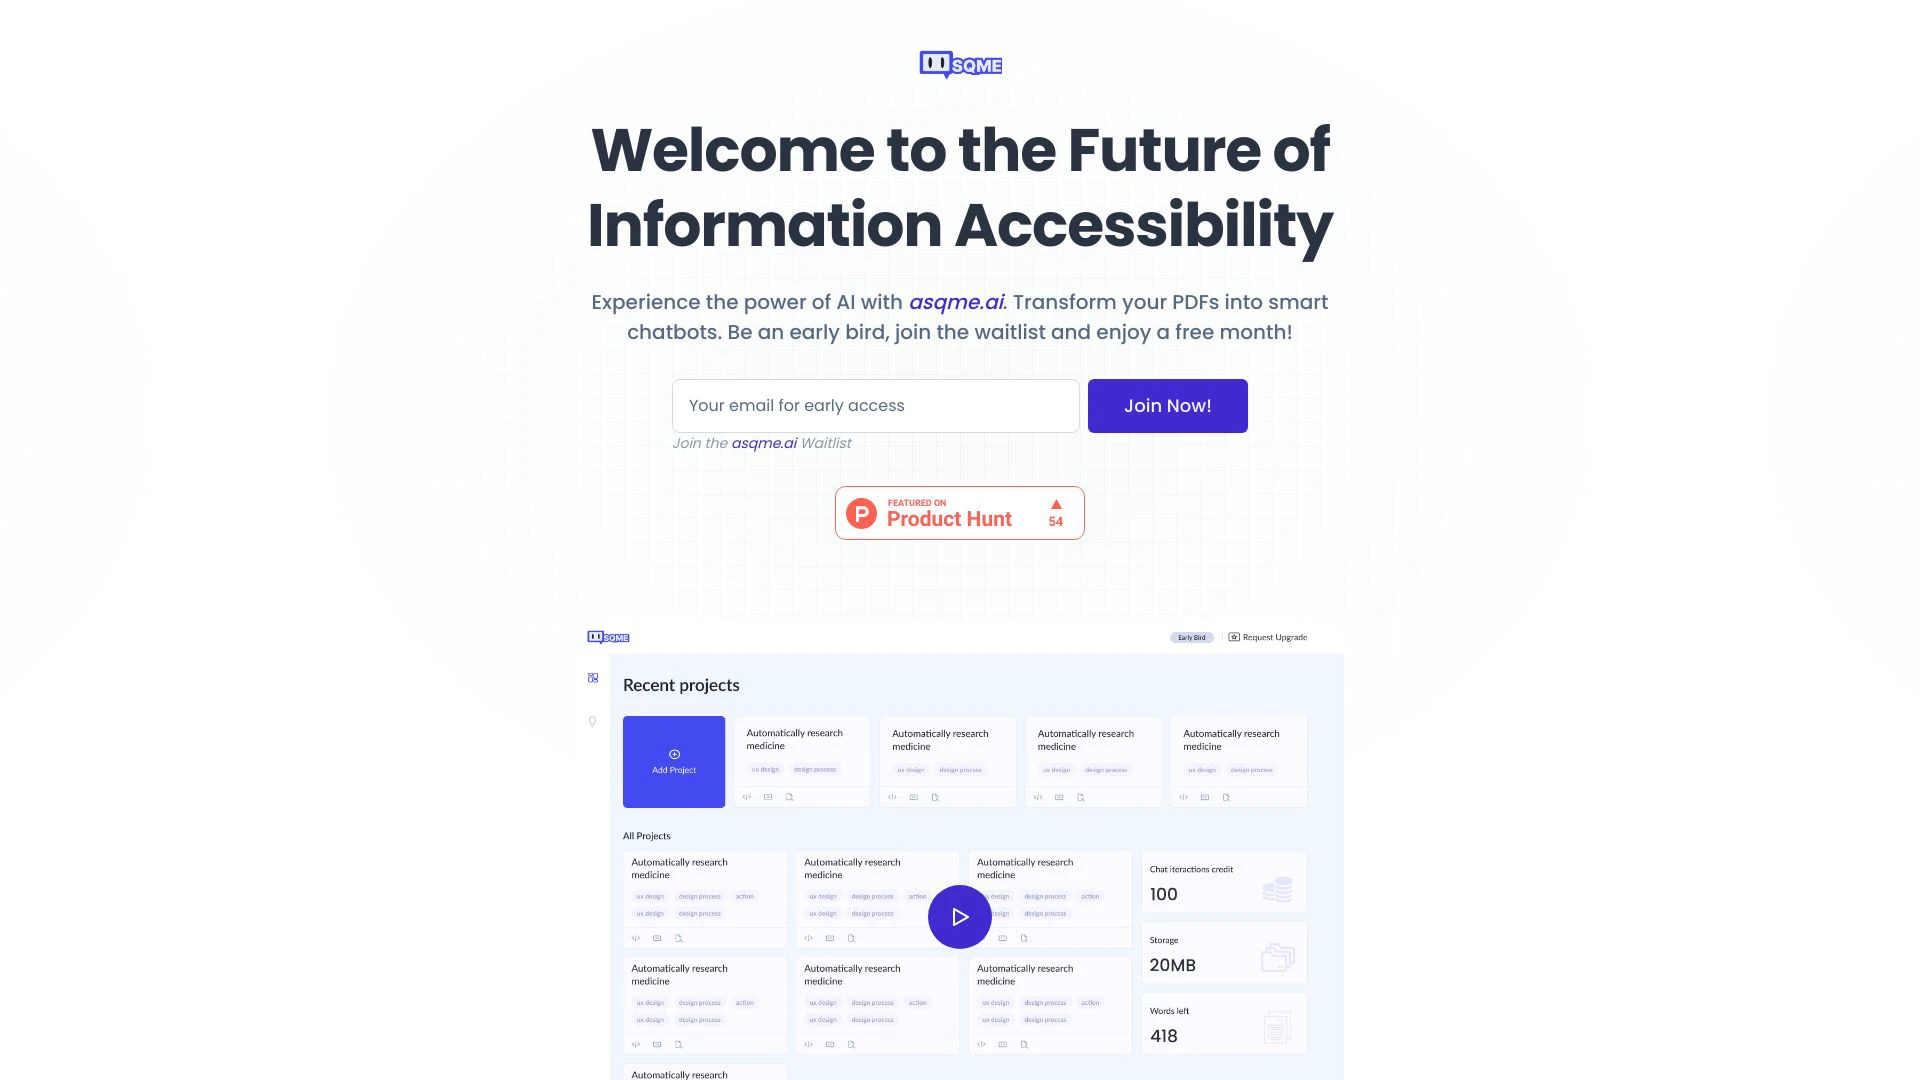 SQME
Welcome to the Future of
Information Accessibility
Experience the power of AI with asqme.ai. Transform your PDFs into smart
chatbots. Be an early bird, join the waitlist and enjoy a free month!
Your email for early access
Join Now!
Join the asqme.ai Waitlist
FEATURED ON
Product Hunt
54
SQME
Early Bird
Request Upgrade
Recent projects
Add Project
Automatically research
medicine
ux design design process
Automatically research
medicine
ux design design process
Automatically research
medicine
ux design design process
Automatically research
medicine
ux design design process
All Projects
Automatically research
medicine
ux design design process action
ux design design process
Automatically research
medicine
ux design design process action
ux design design process
Automatically research
medicine
ux design design process action
ux design design process
Chat iteractions credit
100
Storage
20MB
Automatically research
medicine
ux design design process action
ux design design process
Automatically research
medicine
ux design design process action
ux design design process
Automatically research
medicine
ux design design process action
ux design design process
Words left
418
Automatically research